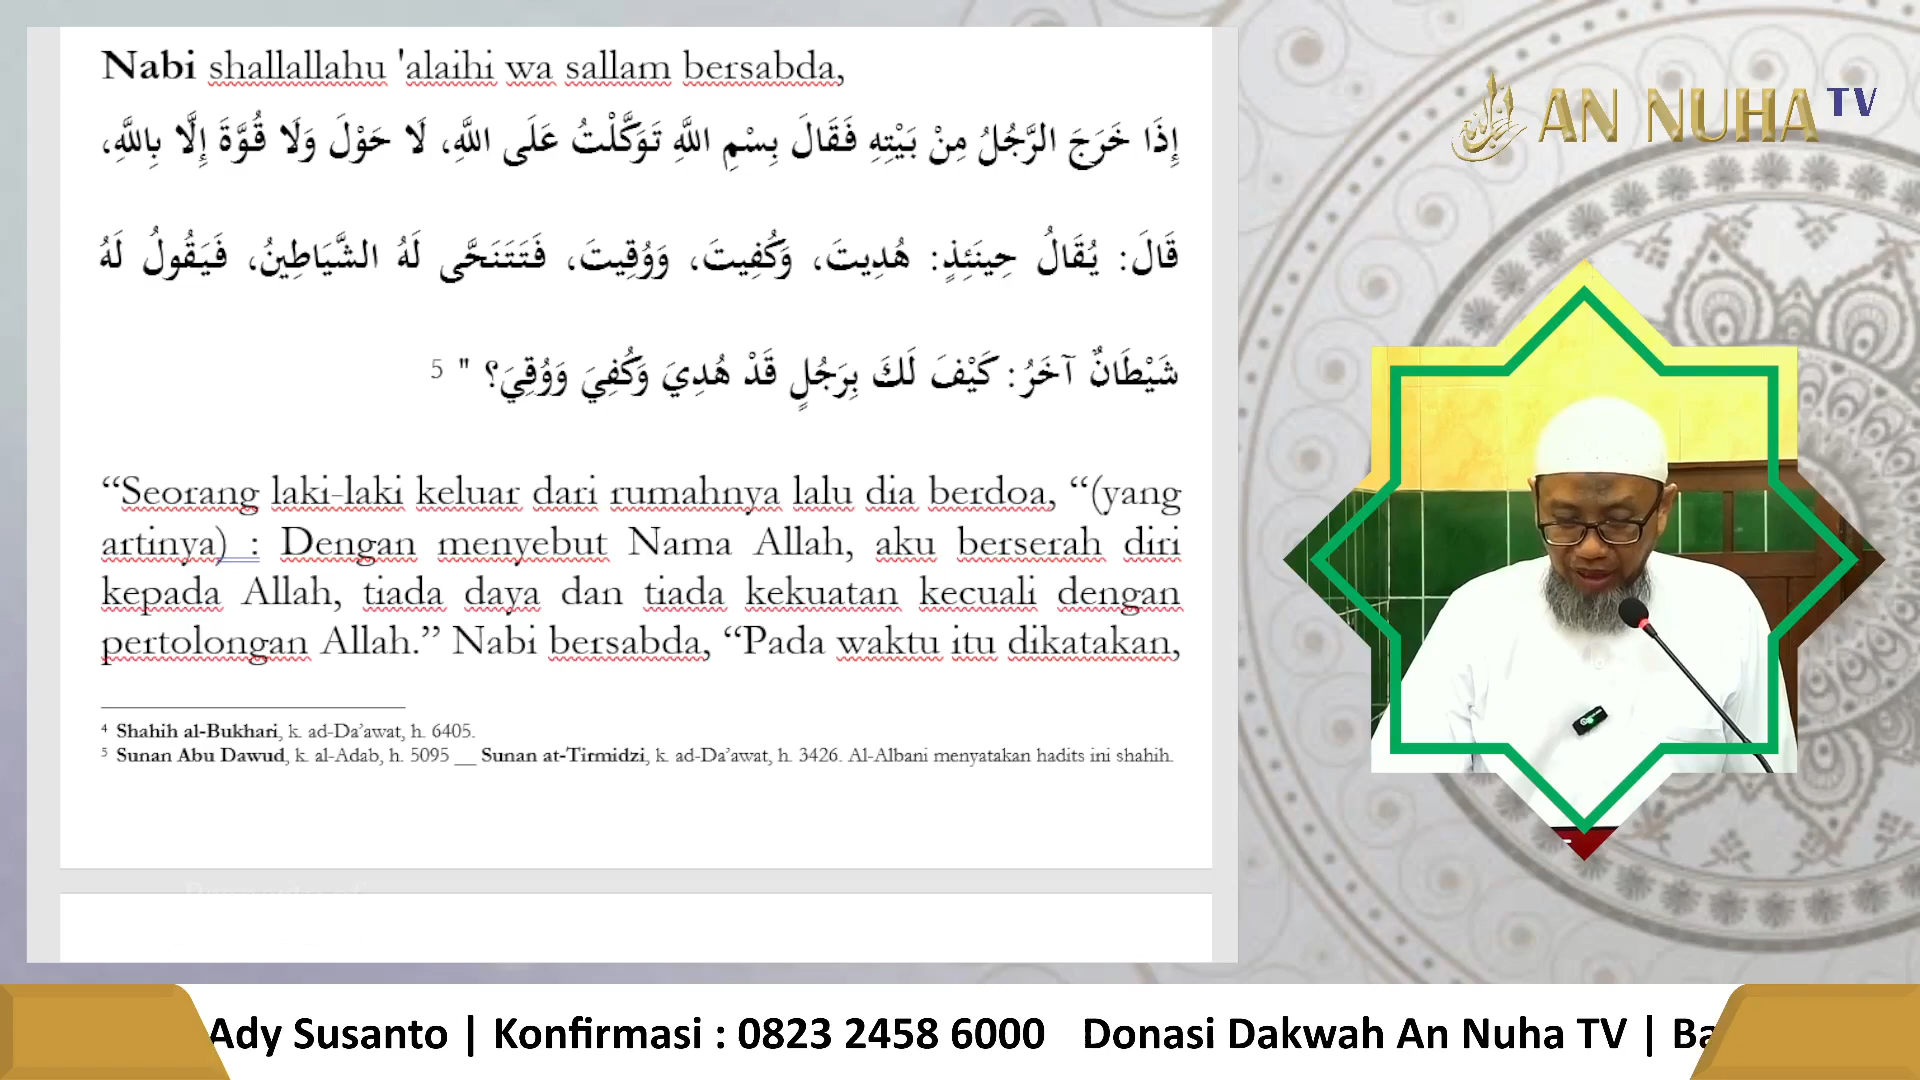 Nabi shallallahu 'alaihi wa sallam bersabda,
إِذَا خَرَجَ الرَّجُلُ مِنْ بَيْتِهِ فَقَالَ بِسْمِ اللَّهِ تَوَكَّلْتُ عَلَى اللَّهِ، لَا حَوْلَ وَلَا قُوَّةَ إِلَّا بِاللَّهِ،
قَالَ: يُقَالُ حِينَئِذٍ: هُدِيتَ، وَكُفِيتَ، وَوُقِيتَ، فَتَتَنَحَّى لَهُ الشَّيَاطِينُ، فَيَقُولُ لَهُ
شَيْطَانٌ آخَرُ: كَيْفَ لَكَ بِرَجُلٍ قَدْ هُدِيَ وَكُفِيَ وَوُقِيَ؟ " 5
“Seorang laki-laki keluar dari rumahnya lalu dia berdoa, “(yang
artinya) : Dengan menyebut Nama Allah, aku berserah diri
kepada Allah, tiada daya dan tiada kekuatan kecuali dengan
pertolongan Allah.” Nabi bersabda, “Pada waktu itu dikatakan,
4 Shahih al-Bukhari, k. ad-Da’awat, h. 6405.
5 Sunan Abu Dawud, k. al-Adab, h. 5095 __ Sunan at-Tirmidzi, k. ad-Da’awat, h. 3426. Al-Albani menyatakan hadits ini shahih.
AN NUHA TV
Ady Susanto | Konfirmasi : 0823 2458 6000 Donasi Dakwah An Nuha TV | Ba